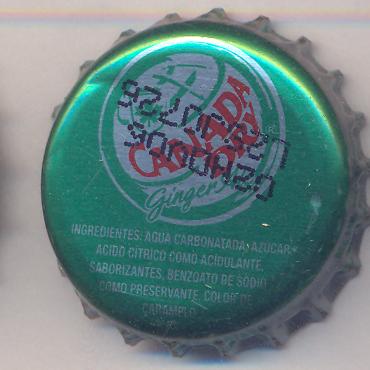 CANADA
DRY
Ginger
INGREDIENTES: AGUA CARBONATADA, AZUCAR,
ACIDO CITRICO COMO ACIDULANTE,
SABORIZANTES, BENZOATO DE SODIO
COMO PRESERVANTE, COLOR DE
CARAMELO